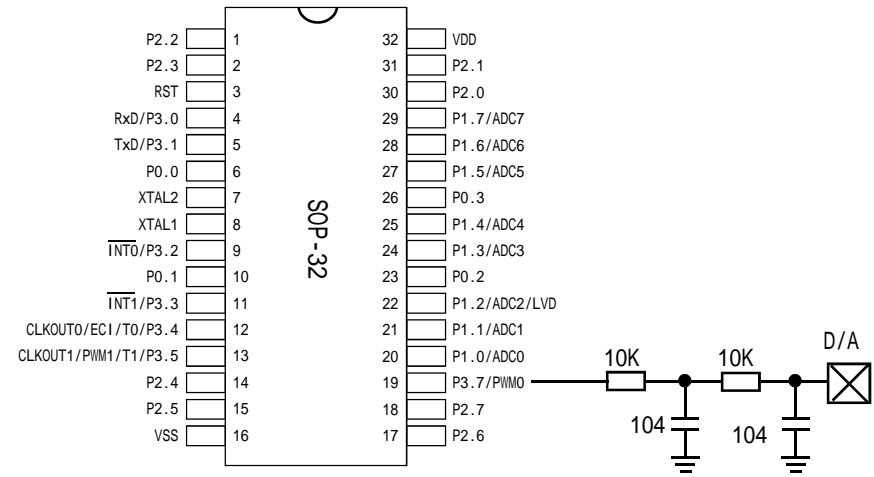 P2.2 1 32 VDD
P2.3 2 31 P2.1
RST 3 30 P2.0
RxD/P3.0 4 29 P1.7/ADC7
TxD/P3.1 5 28 P1.6/ADC6
P0.0 6 27 P1.5/ADC5
XTAL2 7 26 P0.3
XTAL1 8 25 P1.4/ADC4
INT0/P3.2 9 24 P1.3/ADC3
P0.1 10 23 P0.2
INT1/P3.3 11 22 P1.2/ADC2/LVD
CLKOUT0/ECI/T0/P3.4 12 21 P1.1/ADC1
CLKOUT1/PWM1/T1/P3.5 13 20 P1.0/ADC0
P2.4 14 19 P3.7/PWM0
P2.5 15 18 P2.7
VSS 16 17 P2.6
SOP-32
10K 10K D/A
104 104